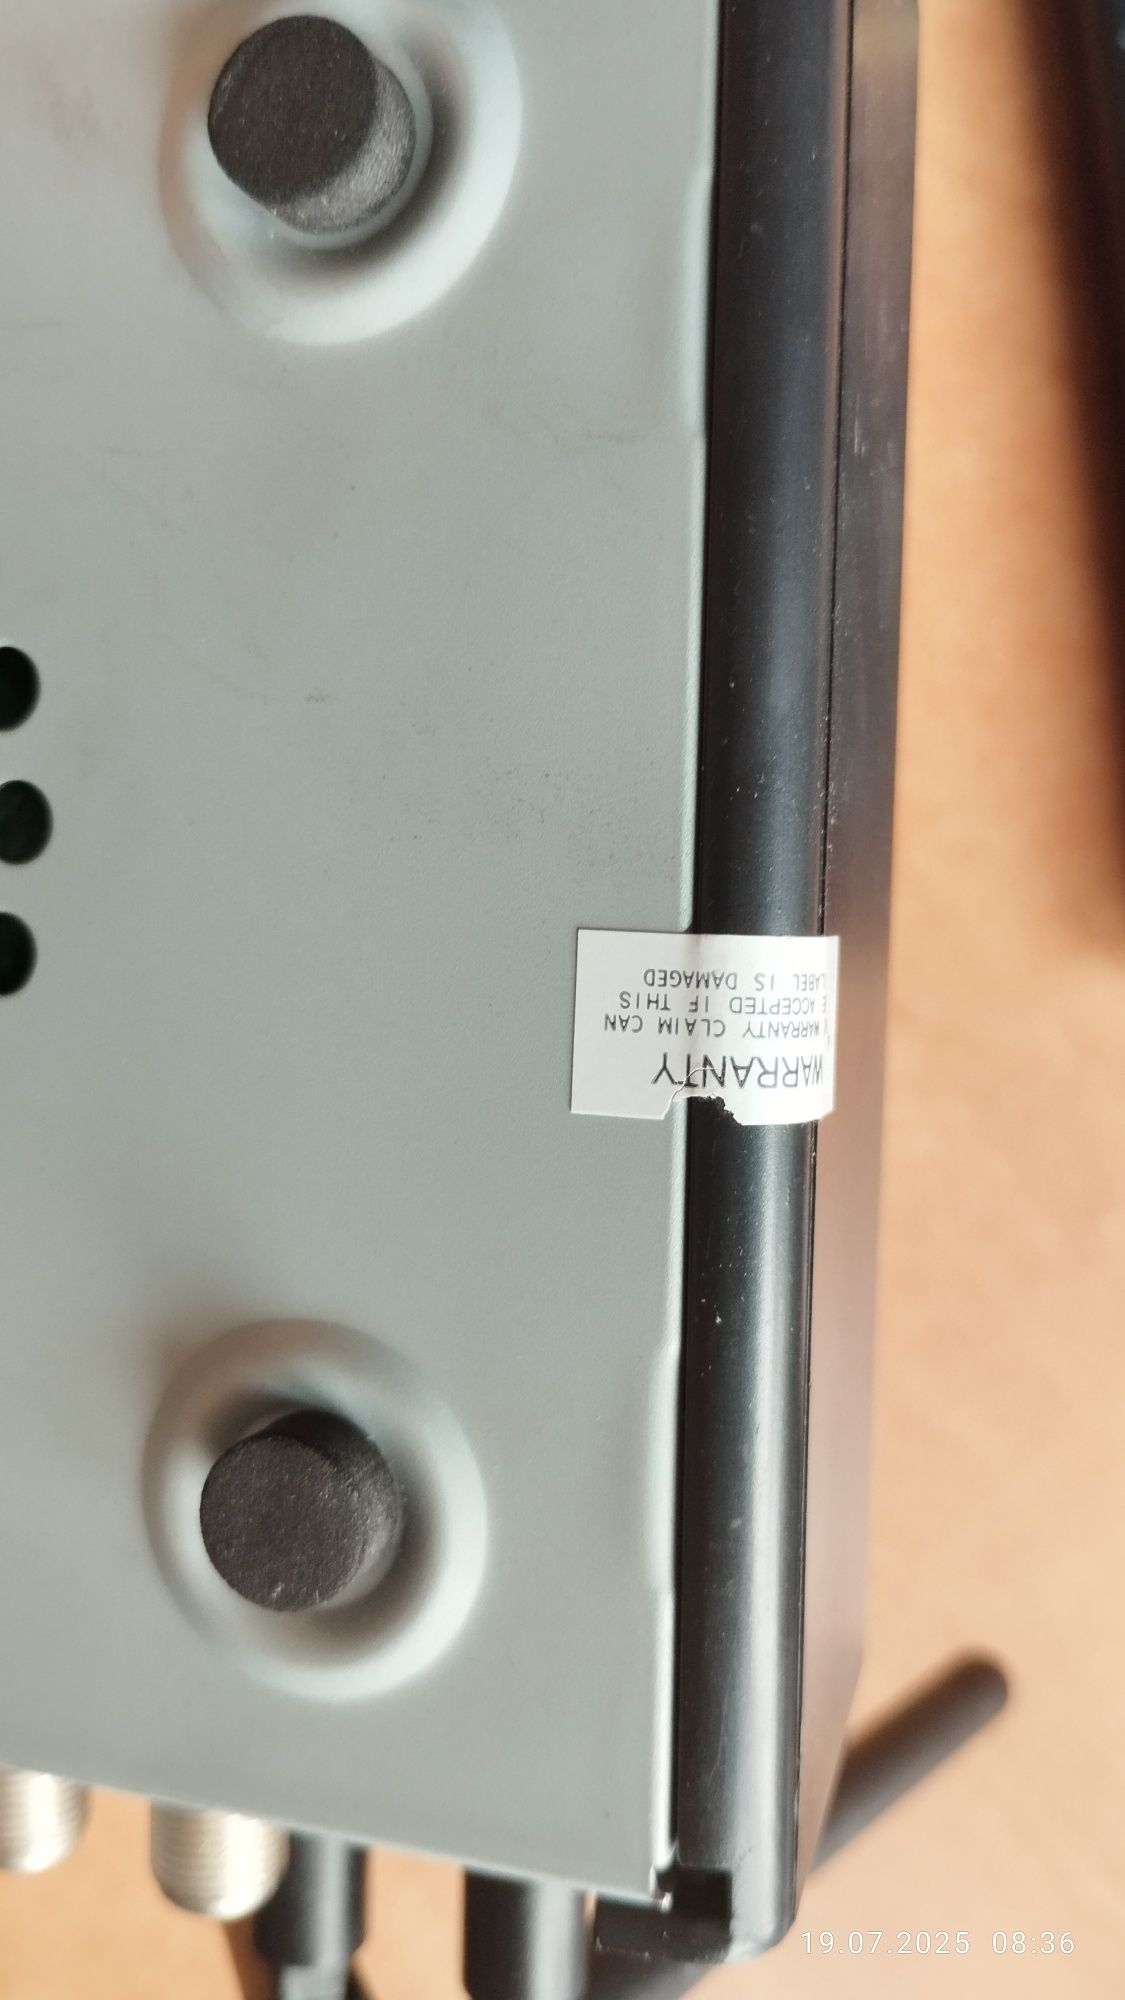 WARRANTY
WARRANTY CLAIM CAN
E ACCEPTED IF THIS
LABEL IS DAMAGED
19.07.2025 08:36